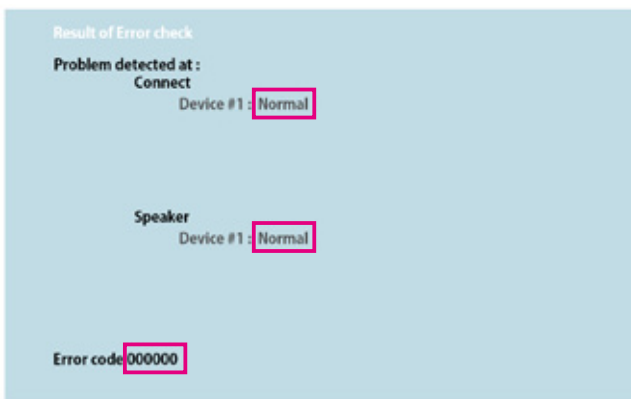 Result of Error check
Problem detected at :
Connect
Device #1 : Normal
Speaker
Device #1 : Normal
Error code 000000